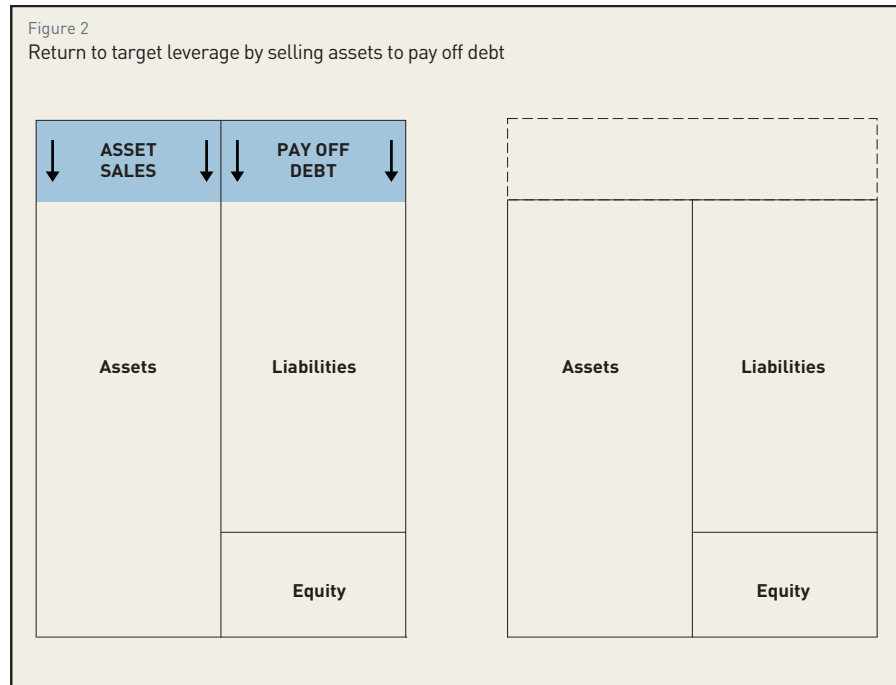 Figure 2
Return to target leverage by selling assets to pay off debt
ASSET
SALES
PAY OFF
DEBT
Assets
Liabilities
Equity
Assets
Liabilities
Equity